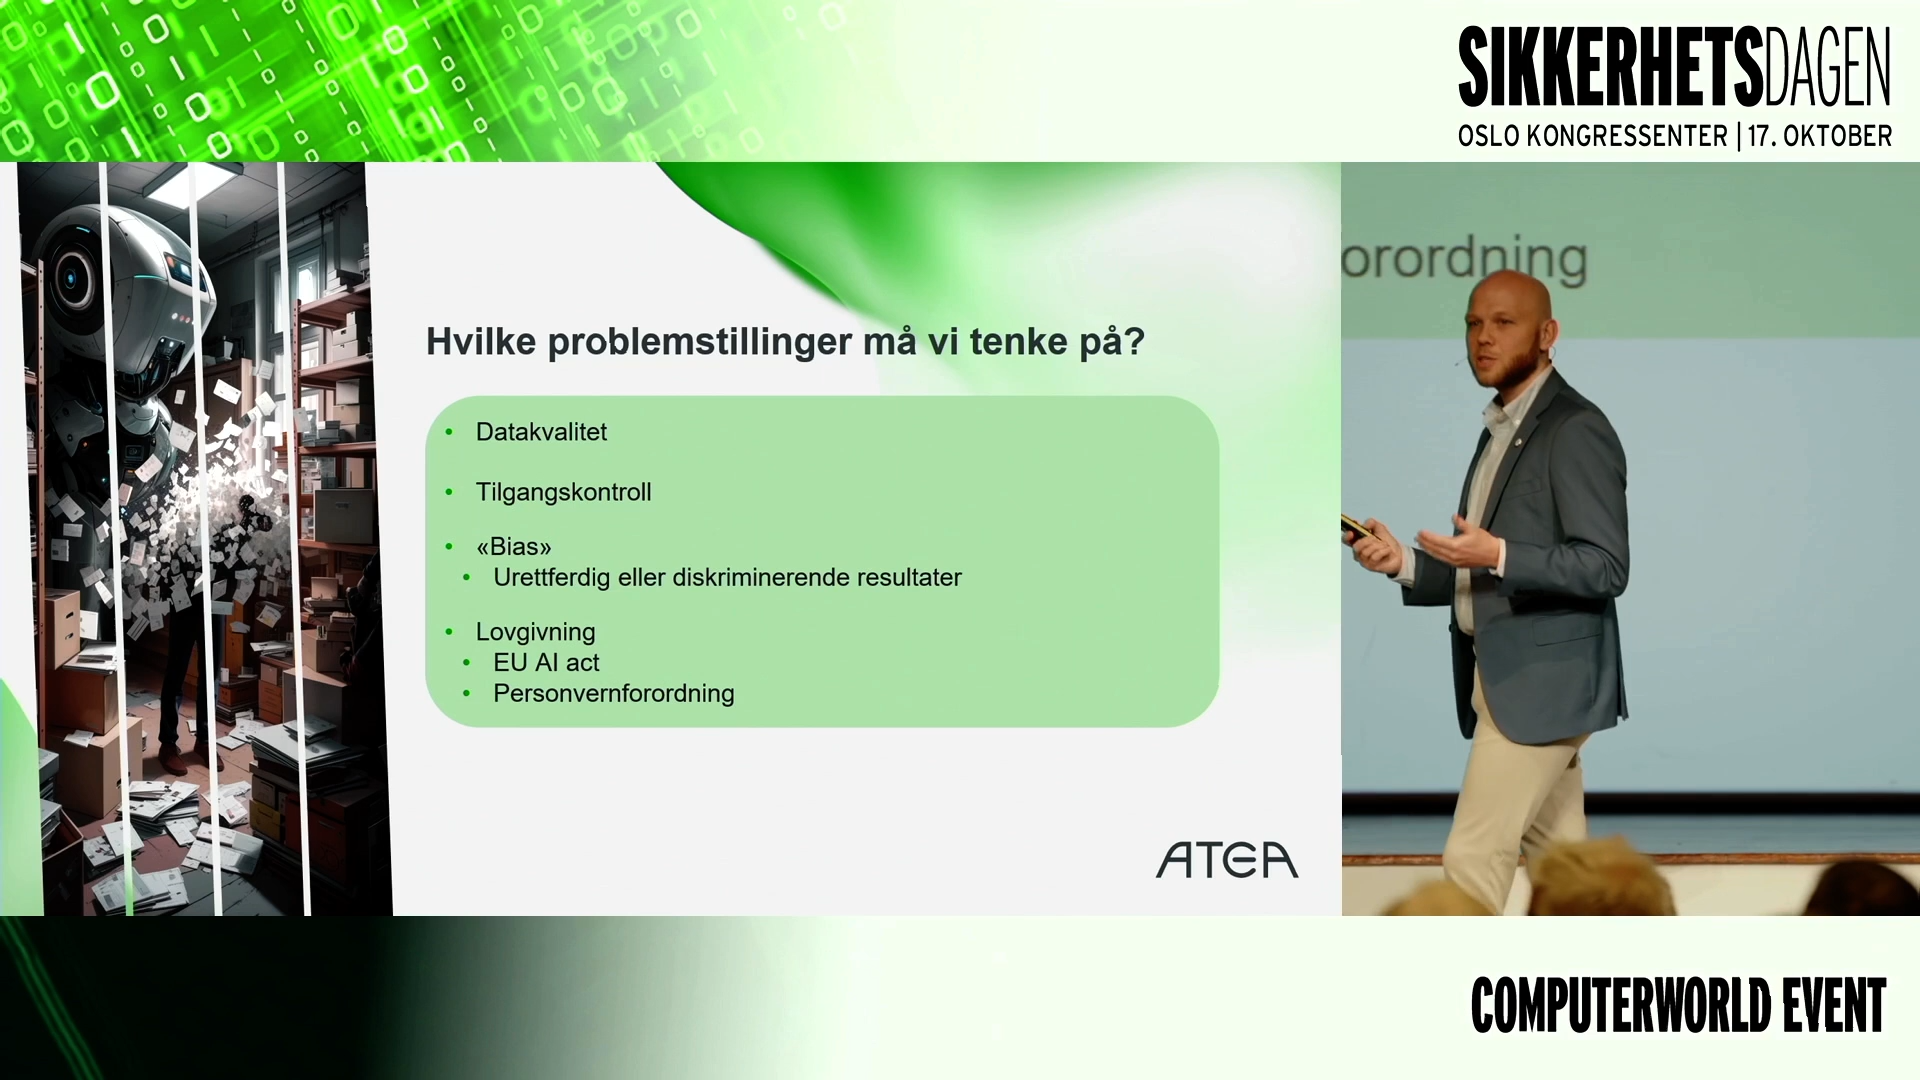 SIKKERHETSDAGEN
OSLO KONGRESSENTER | 17. OKTOBER
Hvilke problemstillinger må vi tenke på?
• Datakvalitet
• Tilgangskontroll
• «Bias»
• Urettferdig eller diskriminerende resultater
• Lovgivning
• EU AI act
• Personvernforordning
ATEA
orordning
COMPUTERWORLD EVENT